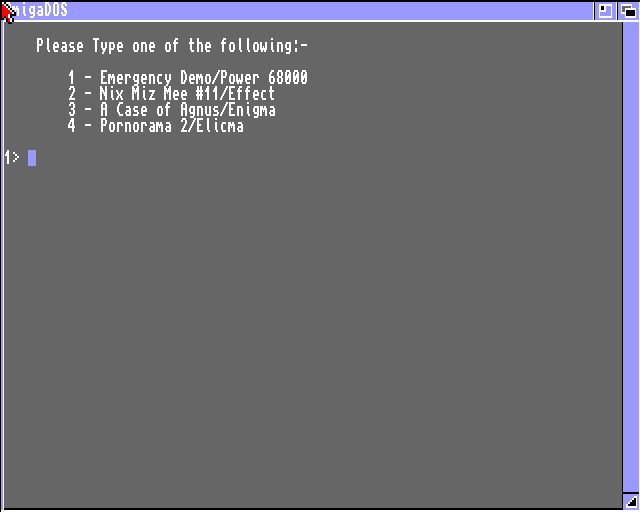 migaDOS
Please Type one of the following:-
1 - Emergency Demo/Power 68000
2 - Nix Miz Mee #11/Effect
3 - A Case of Agnus/Enigma
4 - Pornorama 2/Elicma
1>